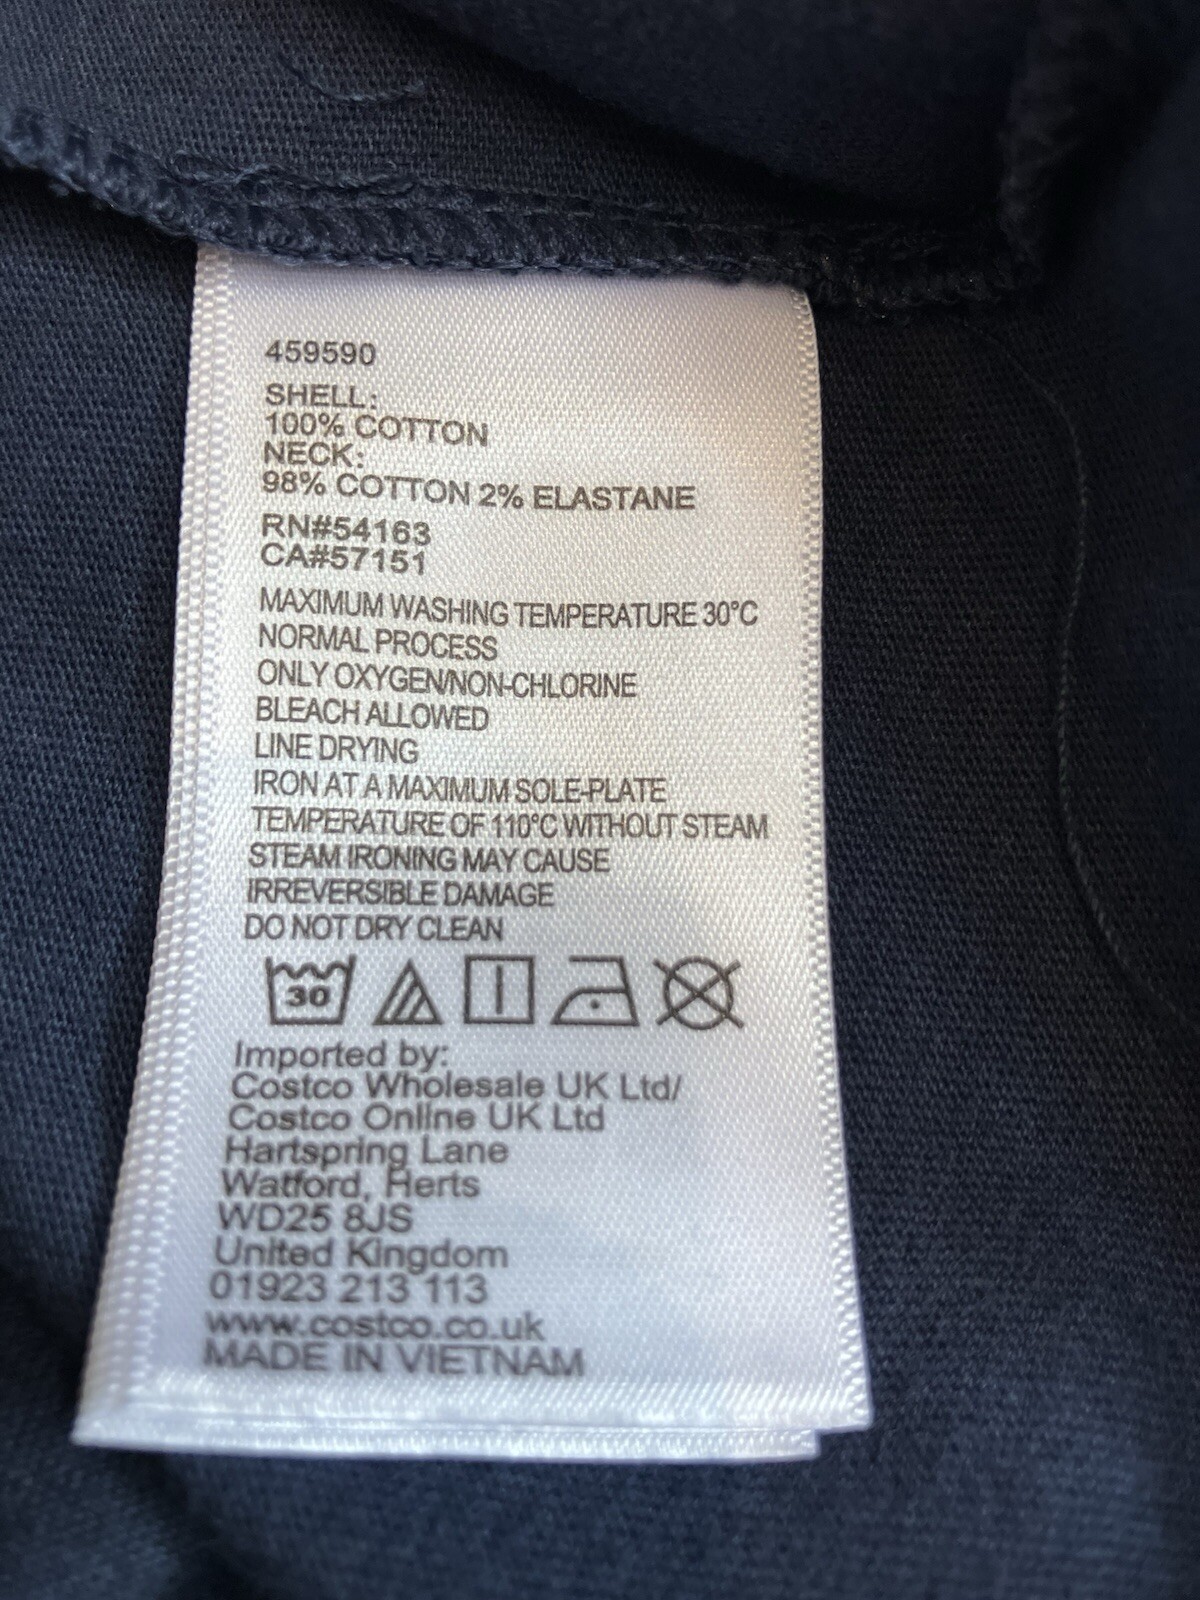 459590
SHELL:
100% COTTON
NECK:
98% COTTON 2% ELASTANE
RN#54163
CA#57151
MAXIMUM WASHING TEMPERATURE 30°C
NORMAL PROCESS
ONLY OXYGEN/NON-CHLORINE
BLEACH ALLOWED
LINE DRYING
IRON AT A MAXIMUM SOLE-PLATE
TEMPERATURE OF 110°C WITHOUT STEAM
STEAM IRONING MAY CAUSE
IRREVERSIBLE DAMAGE
DO NOT DRY CLEAN
30
Imported by:
Costco Wholesale UK Ltd/
Costco Online UK Ltd
Hartspring Lane
Watford, Herts
WD25 8JS
United Kingdom
01923 213 113
www.costco.co.uk
MADE IN VIETNAM